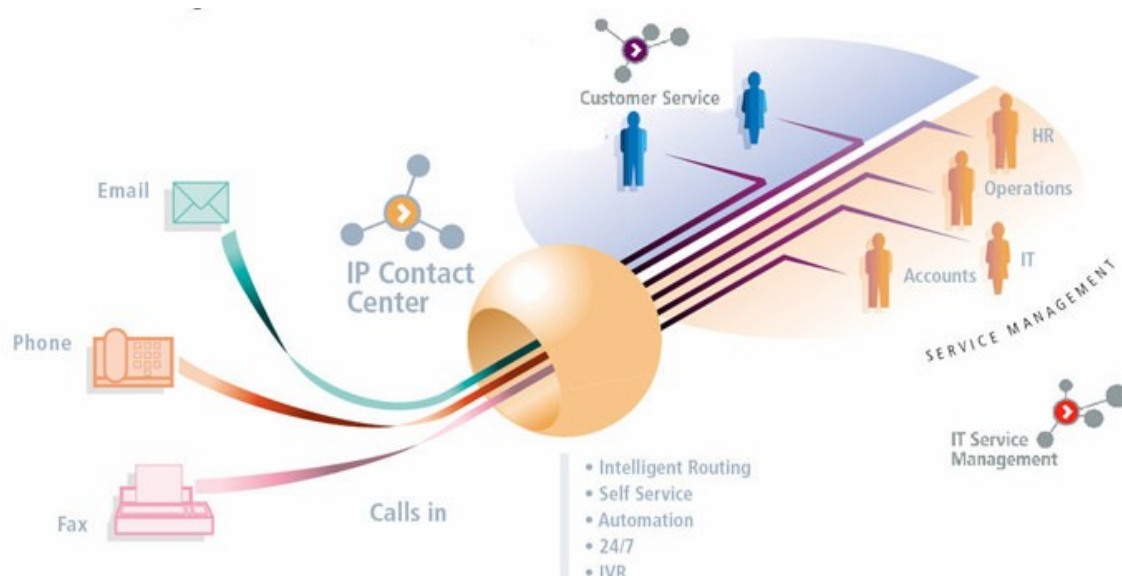 Customer Service
HR
Email
Operations
IP Contact
Center
IT
Accounts
SERVICE MANAGEMENT
Phone
IT Service
Management
• Intelligent Routing
• Self Service
Calls in
• Automation
Fax
• 24/7
• IVR